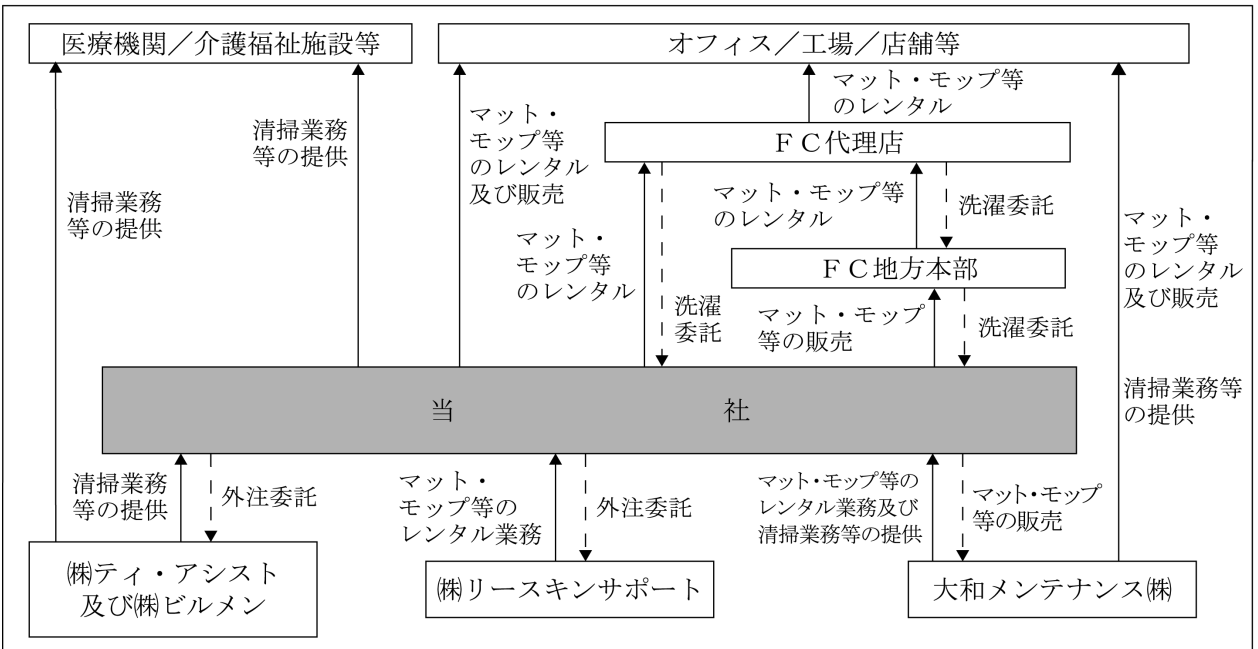 医療機関／介護福祉施設等
オフィス／工場／店舗等
清掃業務
等の提供
清掃業務
等の提供
マット・
モップ等
のレンタル
及び販売
マット・モップ等
のレンタル
ＦＣ代理店
マット・
モップ等
のレンタル
洗濯
委託
マット・モップ等
のレンタル
洗濯委託
ＦＣ地方本部
マット・モップ
等の販売
洗濯委託
マット・
モップ等
のレンタル
及び販売
清掃業務等
の提供
当社
清掃業務
等の提供
外注委託
マット・
モップ等の
レンタル業務
外注委託
マット・モップ等の
レンタル業務及び
清掃業務等の提供
マット・モップ
等の販売
㈱ティ・アシスト
及び㈱ビルメン
㈱リースキンサポート
大和メンテナンス㈱